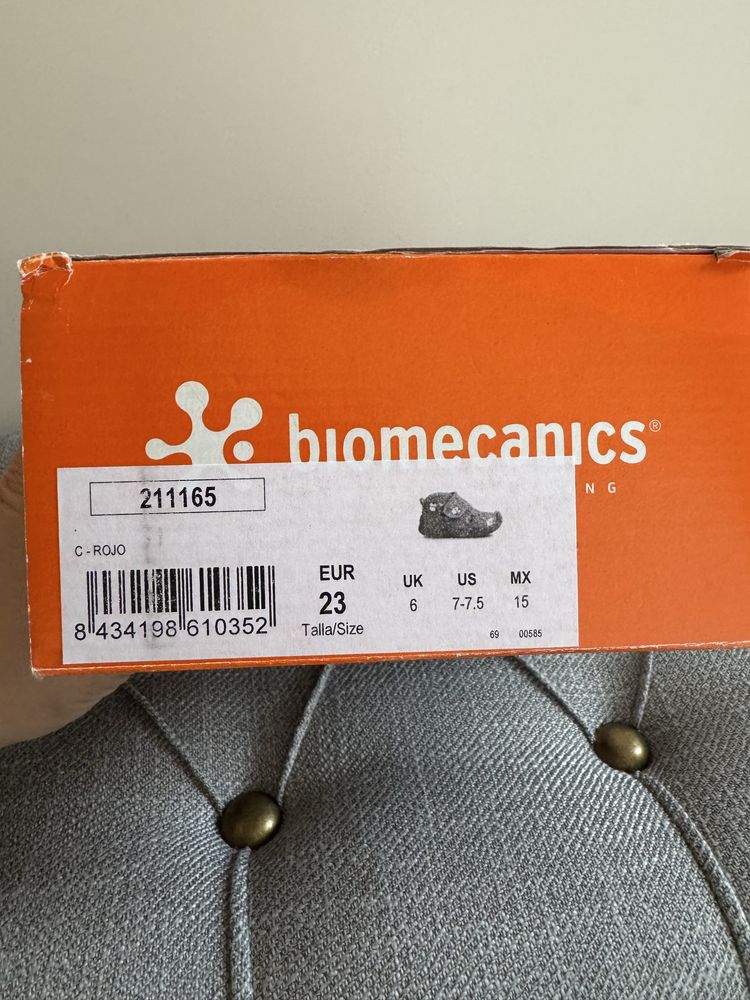 biomecanics®
NG
211165
C - ROJO
8 434198 610352
EUR
23
Talla/Size
UK
6
US
7-7.5
MX
15
69 00585